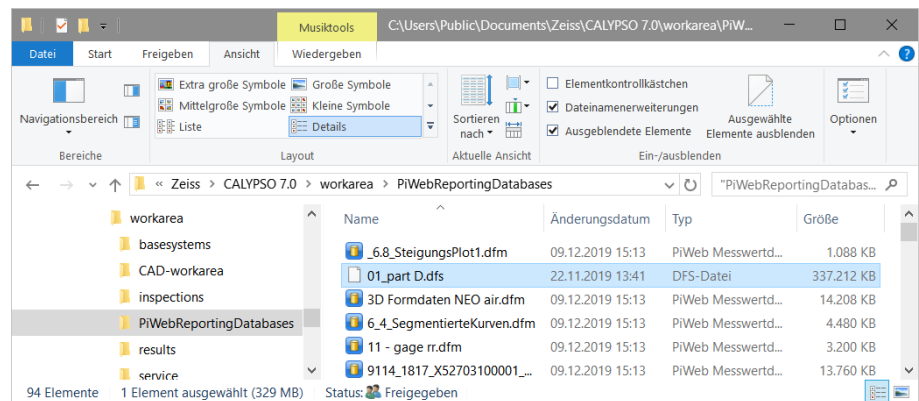 Musiktools C:\Users\Public\Documents\Zeiss\CALYPSO 7.0\workarea\PiW...
Datei Start Freigeben Ansicht Wiedergeben
Navigationsbereich
Extra große Symbole Große Symbole
Mittelgroße Symbole Kleine Symbole
Liste Details
Sortieren nach
Elementkontrollkästchen
Dateinamenerweiterungen
Ausgeblendete Elemente
Ausgewählte
Elemente ausblenden
Optionen
Bereiche Layout Aktuelle Ansicht Ein-/ausblenden
« Zeiss > CALYPSO 7.0 > workarea > PiWebReportingDatabases "PiWebReportingDatabas...
workarea
basesystems
CAD-workarea
inspections
PiWebReportingDatabases
results
service
Name Änderungsdatum Typ Größe
_6.8_SteigungsPlot1.dfm 09.12.2019 15:13 PiWeb Messwertd... 1.088 KB
01_part D.dfs 22.11.2019 13:41 DFS-Datei 337.212 KB
3D Formdaten NEO air.dfm 09.12.2019 15:13 PiWeb Messwertd... 14.208 KB
6_4_SegmentierteKurven.dfm 09.12.2019 15:13 PiWeb Messwertd... 4.480 KB
11 - gage rr.dfm 09.12.2019 15:13 PiWeb Messwertd... 3.200 KB
9114_1817_X52703100001_... 09.12.2019 15:13 PiWeb Messwertd... 13.760 KB
94 Elemente 1 Element ausgewählt (329 MB) Status: Freigegeben